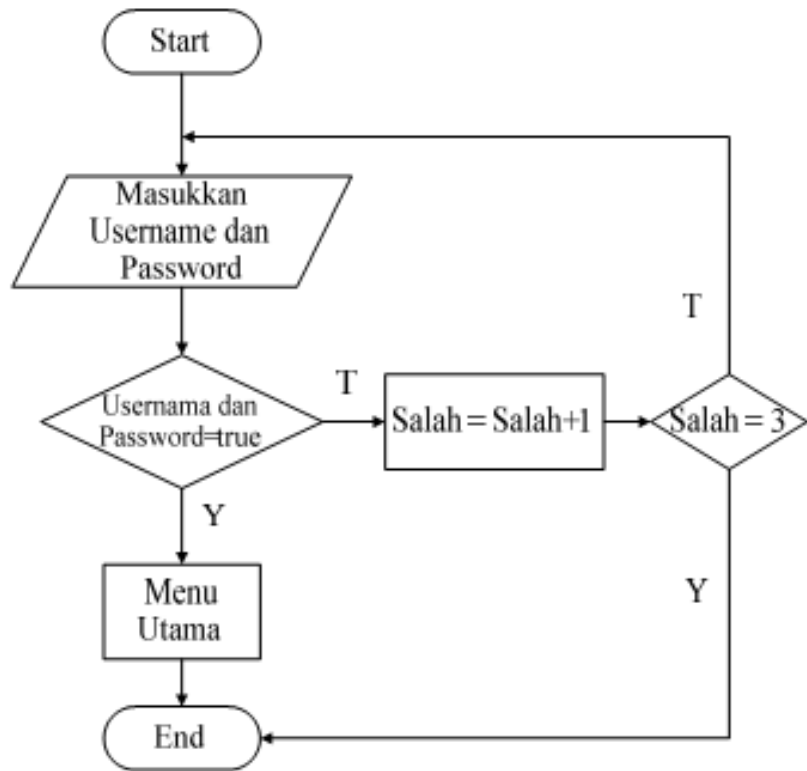 Start
Masukkan
Username dan
Password
Usernama dan
Password=true
T
Salah = Salah+1
Salah = 3
T
Y
Y
Menu
Utama
End